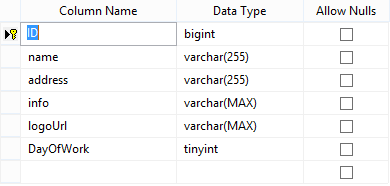 Column Name Data Type Allow Nulls
ID bigint
name varchar(255)
address varchar(255)
info varchar(MAX)
logoUrl varchar(MAX)
DayOfWork tinyint